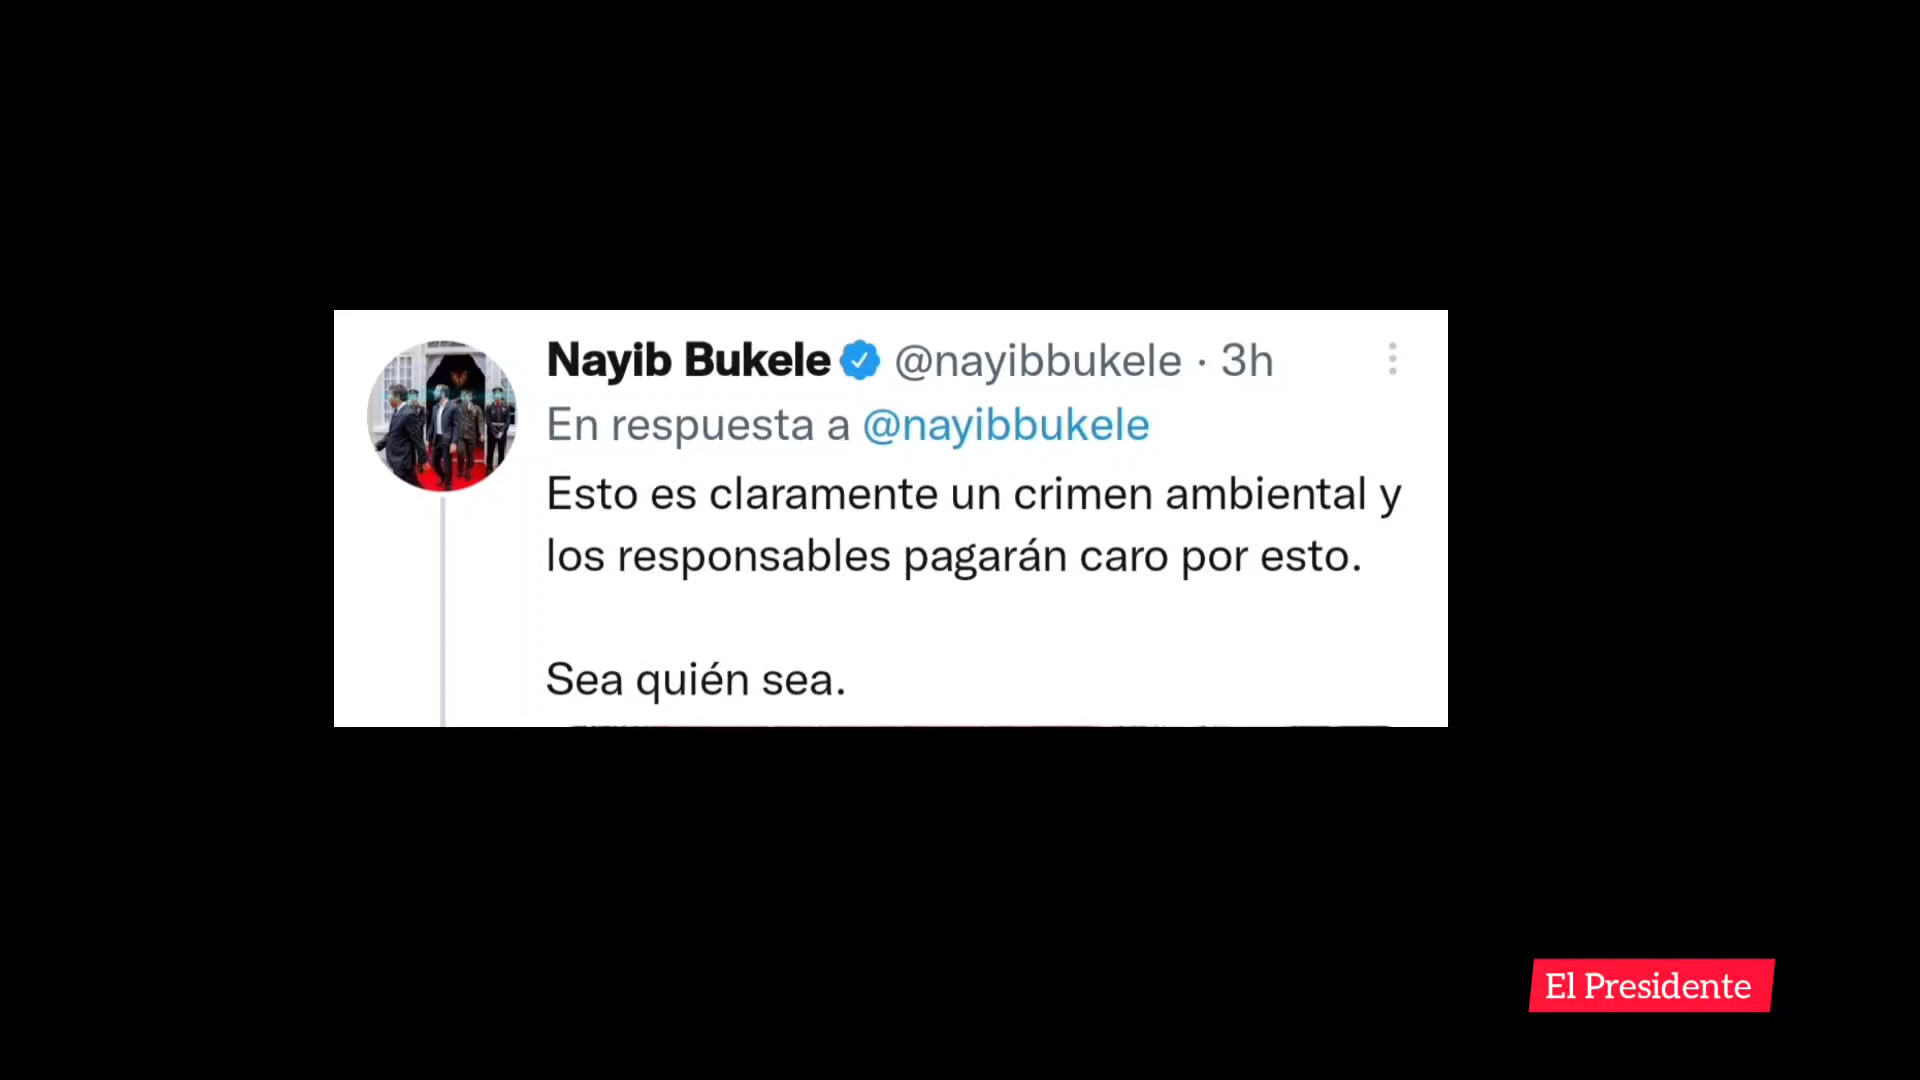 Nayib Bukele @nayibbukele · 3h
En respuesta a @nayibbukele
Esto es claramente un crimen ambiental y
los responsables pagarán caro por esto.
Sea quién sea.
El Presidente